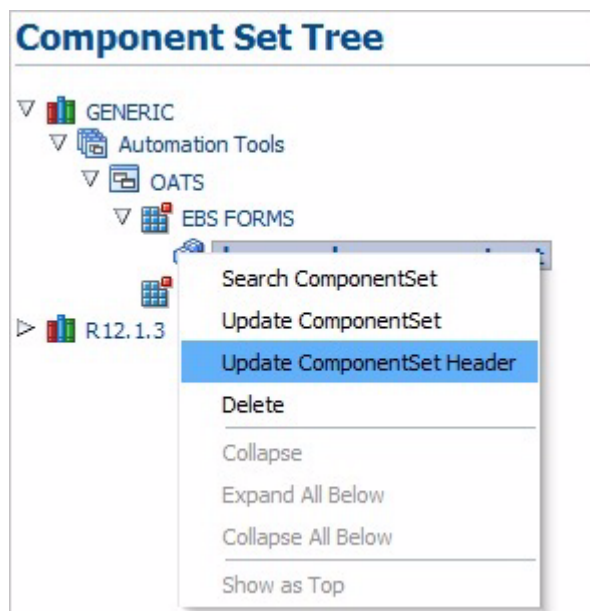 Component Set Tree
GENERIC
Automation Tools
OATS
EBS FORMS
Search ComponentSet
Update ComponentSet
R12.1.3
Update ComponentSet Header
Delete
Collapse
Expand All Below
Collapse All Below
Show as Top